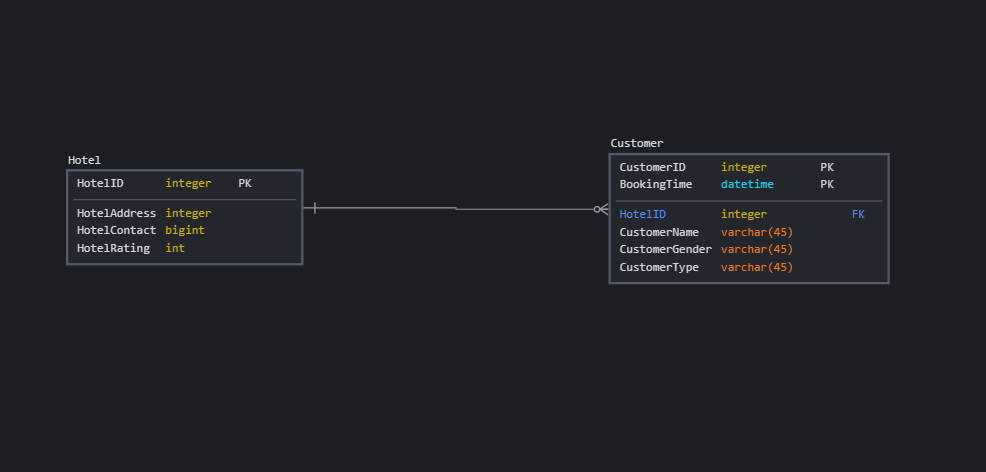 Hotel
HotelID integer PK
HotelAddress integer
HotelContact bigint
HotelRating int
Customer
CustomerID integer PK
BookingTime datetime PK
HotelID integer FK
CustomerName varchar(45)
CustomerGender varchar(45)
CustomerType varchar(45)